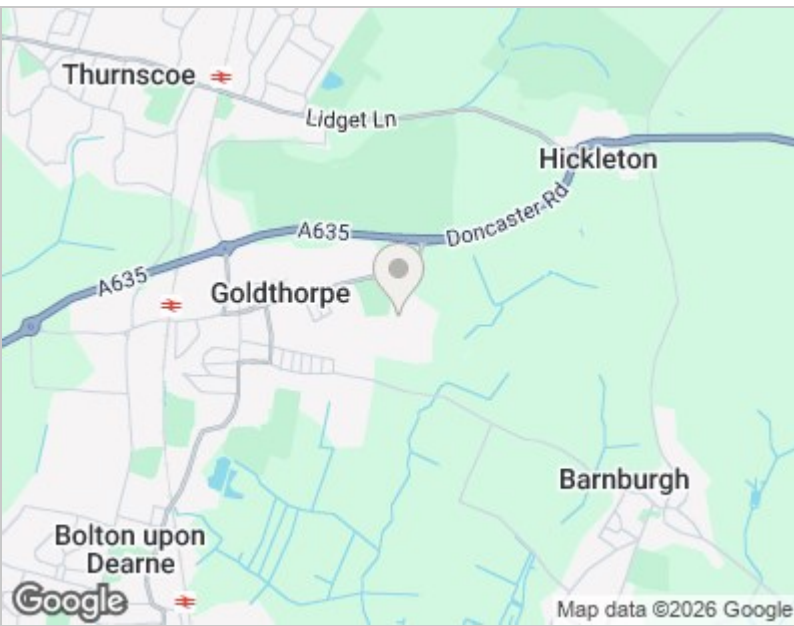 Thurnscoe
Lidget Ln
Hickleton
Doncaster Rd
A635
A635
Goldthorpe
Barnburgh
Bolton upon
Dearne
Google
Map data ©2026 Google